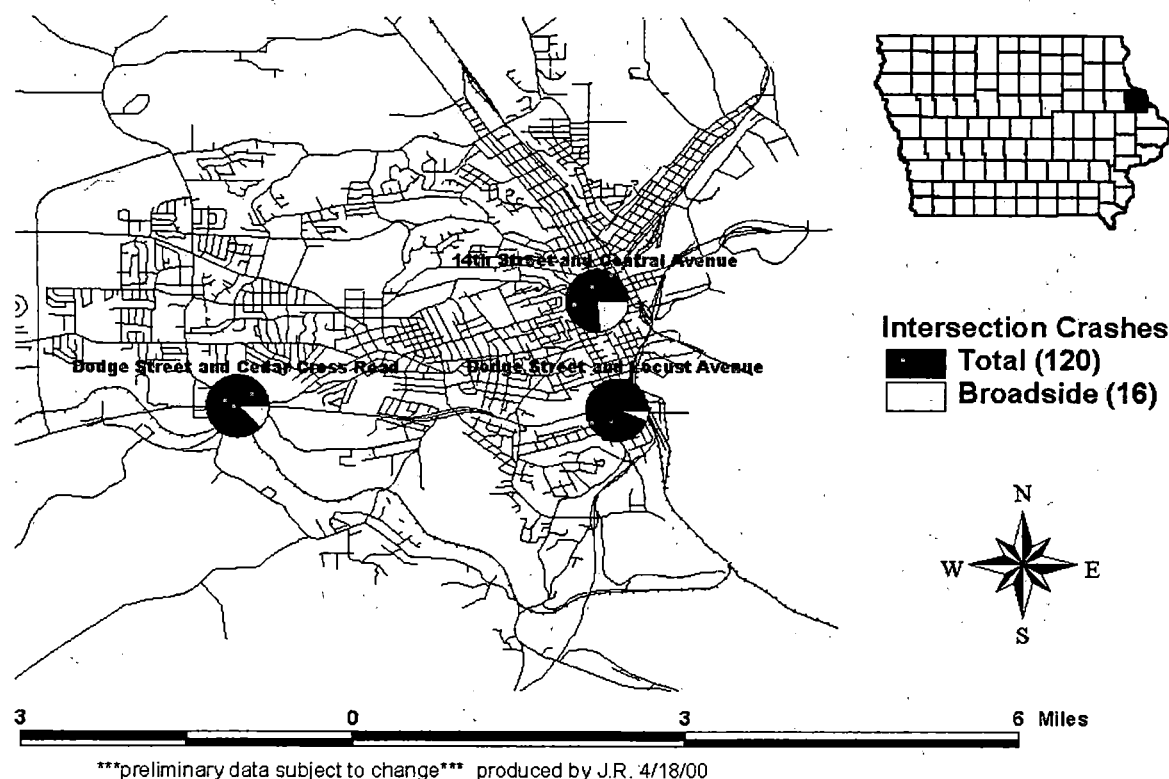 14th Street and Central Avenue
Dodge Street and Cedar Cross Road
Dodge Street and Locust Avenue
Intersection Crashes
Total (120)
Broadside (16)
N
W E
S
3 0 3 6 Miles
***preliminary data subject to change*** produced by J.R. 4/18/00